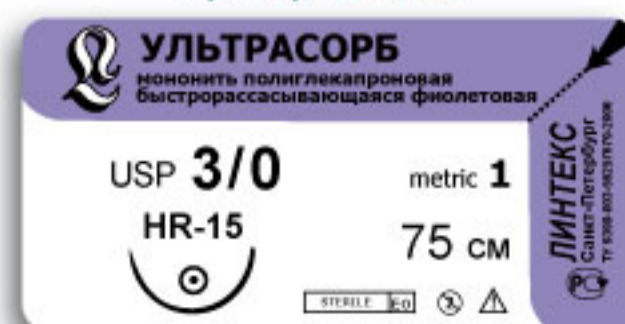 УЛЬТРАСОРБ
мононить полиглекапроновая
быстрорассасывающаяся фиолетовая
USP 3/0
metric 1
HR-15
75 см
STERILE EO
ЛИНТЕКС
Санкт-Петербург